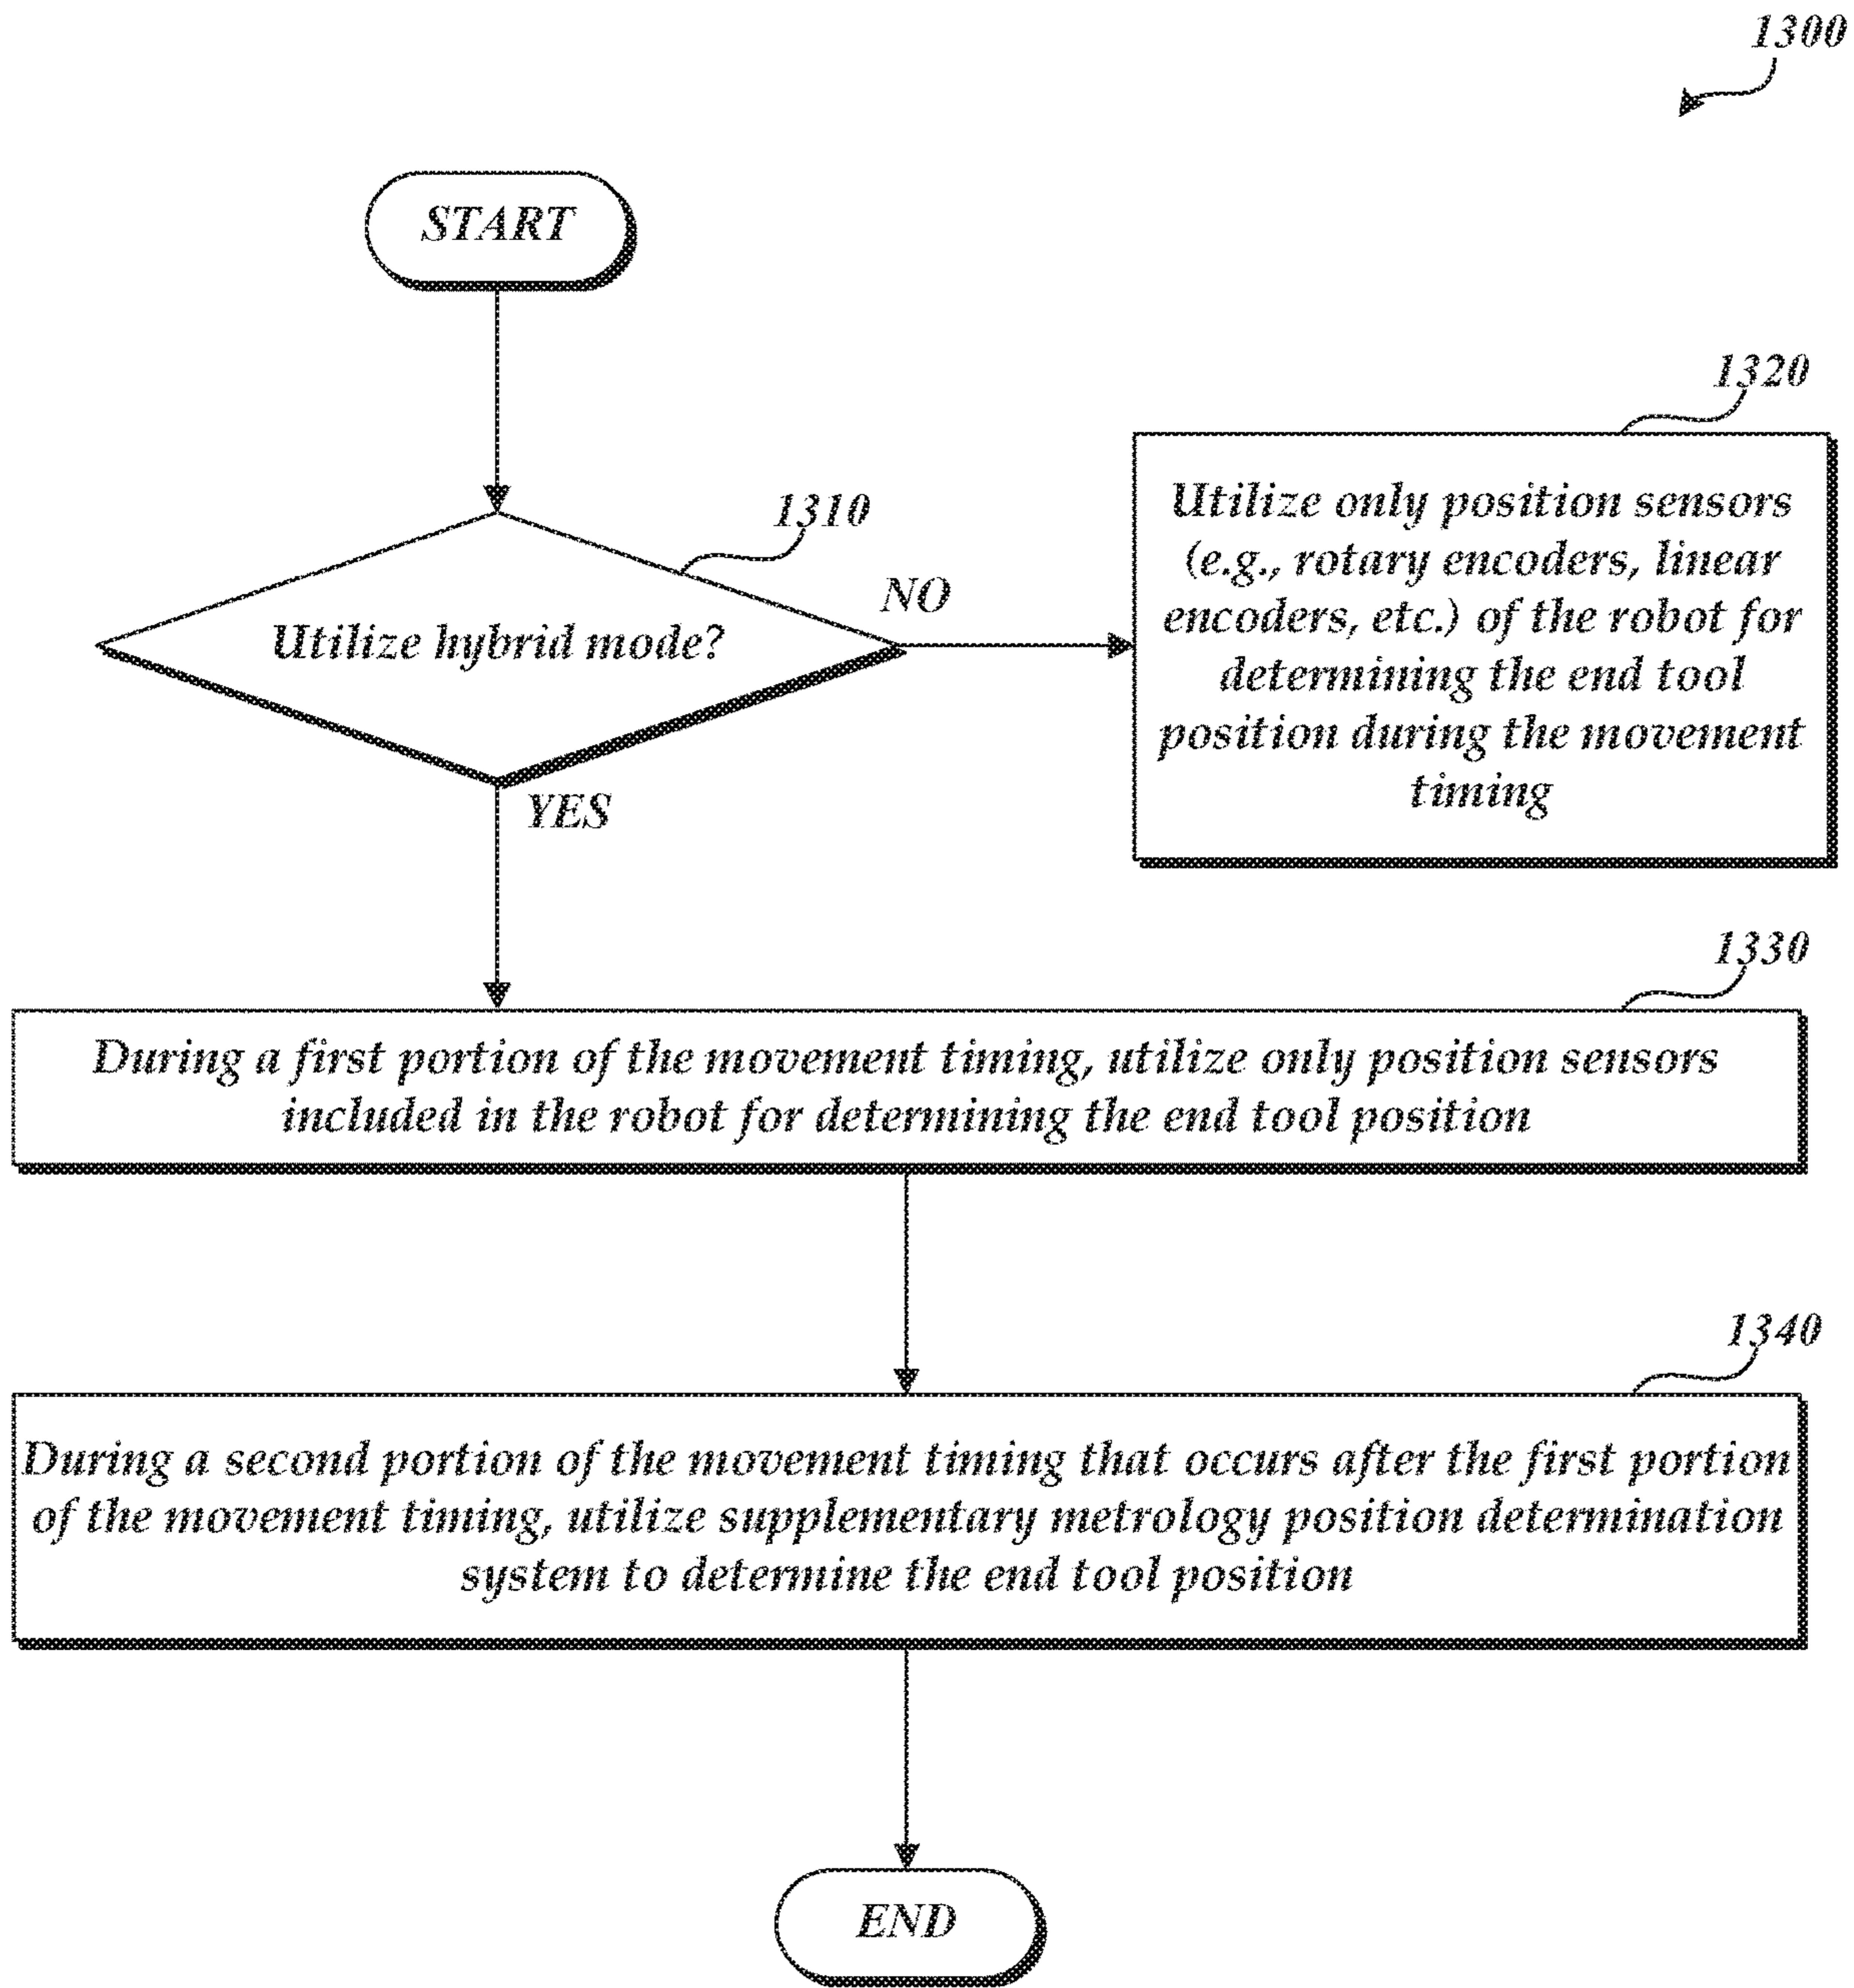 1300
START
1320
Utilize only position sensors
(e.g., rotary encoders, linear
encoders, etc.) of the robot for
determining the end tool
position during the movement
timing
1310
NO
Utilize hybrid mode?
YES
1330
During a first portion of the movement timing, utilize only position sensors
included in the robot for determining the end tool position
1340
During a second portion of the movement timing that occurs after the first portion
of the movement timing, utilize supplementary metrology position determination
system to determine the end tool position
END